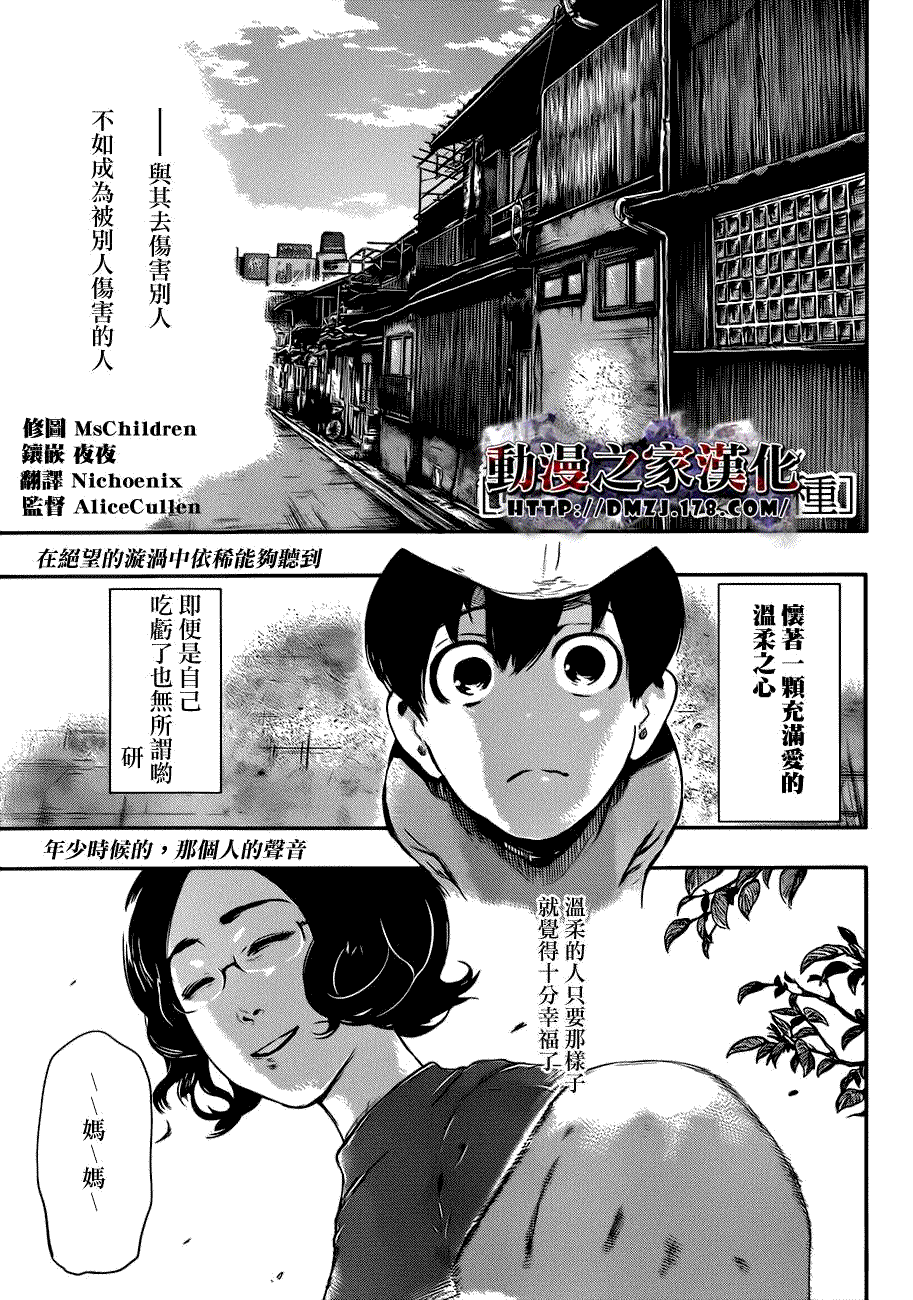 ——與其去傷害別人
不如成為被別人傷害的人
修圖 MsChildren
鑲嵌 夜夜
翻譯 Nichoenix
監督 AliceCullen
動漫之家漢化
HTTP://DMZJ.178.COM/
重]
在絕望的漩渦中依稀能夠聽到
懷著一顆充滿愛的
溫柔之心
即便是自己
吃虧了也無所謂喲
研
年少時候的，那個人的聲音
溫柔的人只要那樣子
就覺得十分幸福了
媽
媽